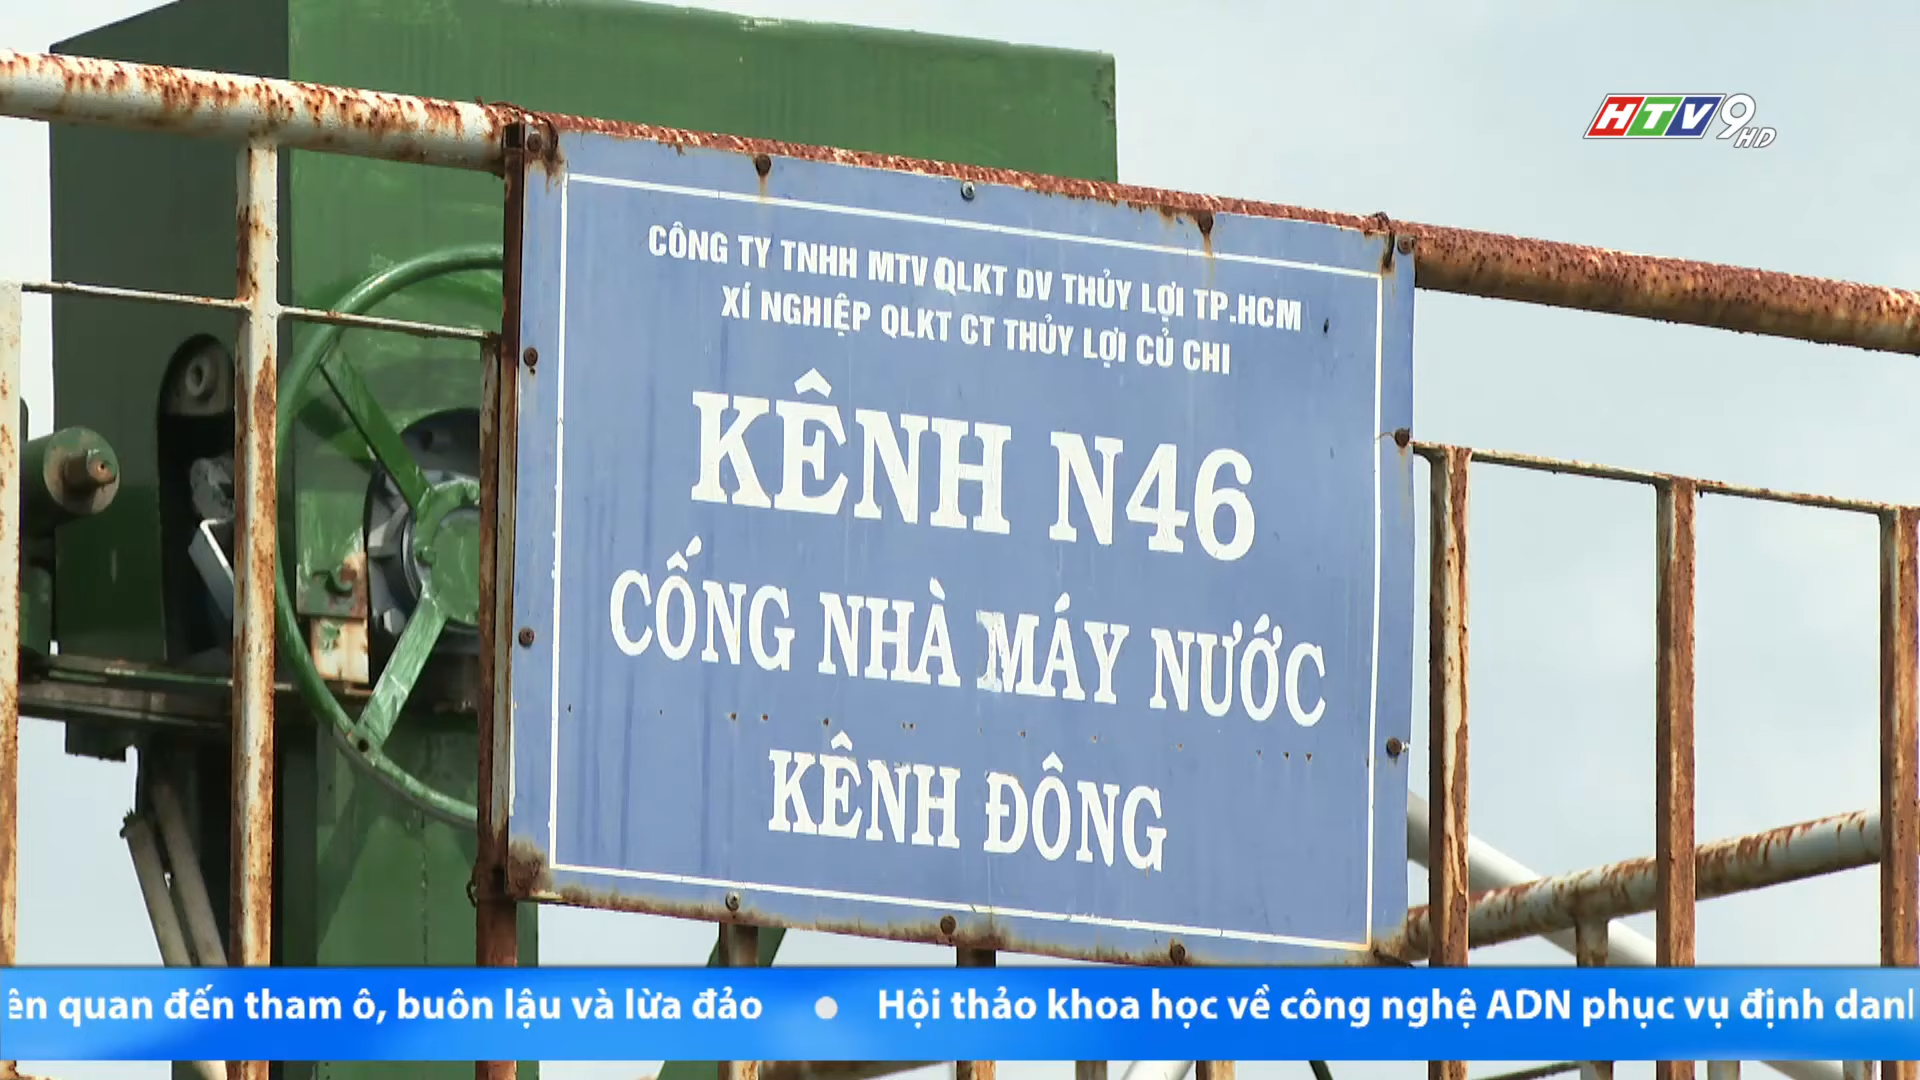 HTV9 HD
CÔNG TY TNHH MTV QLKT DV THỦY LỢI TP.HCM
XÍ NGHIỆP QLKT CT THỦY LỢI CỦ CHI
KÊNH N46
CỐNG NHÀ MÁY NƯỚC
KÊNH ĐÔNG
quan đến tham ô, buôn lậu và lừa đảo ● Hội thảo khoa học về công nghệ ADN phục vụ định